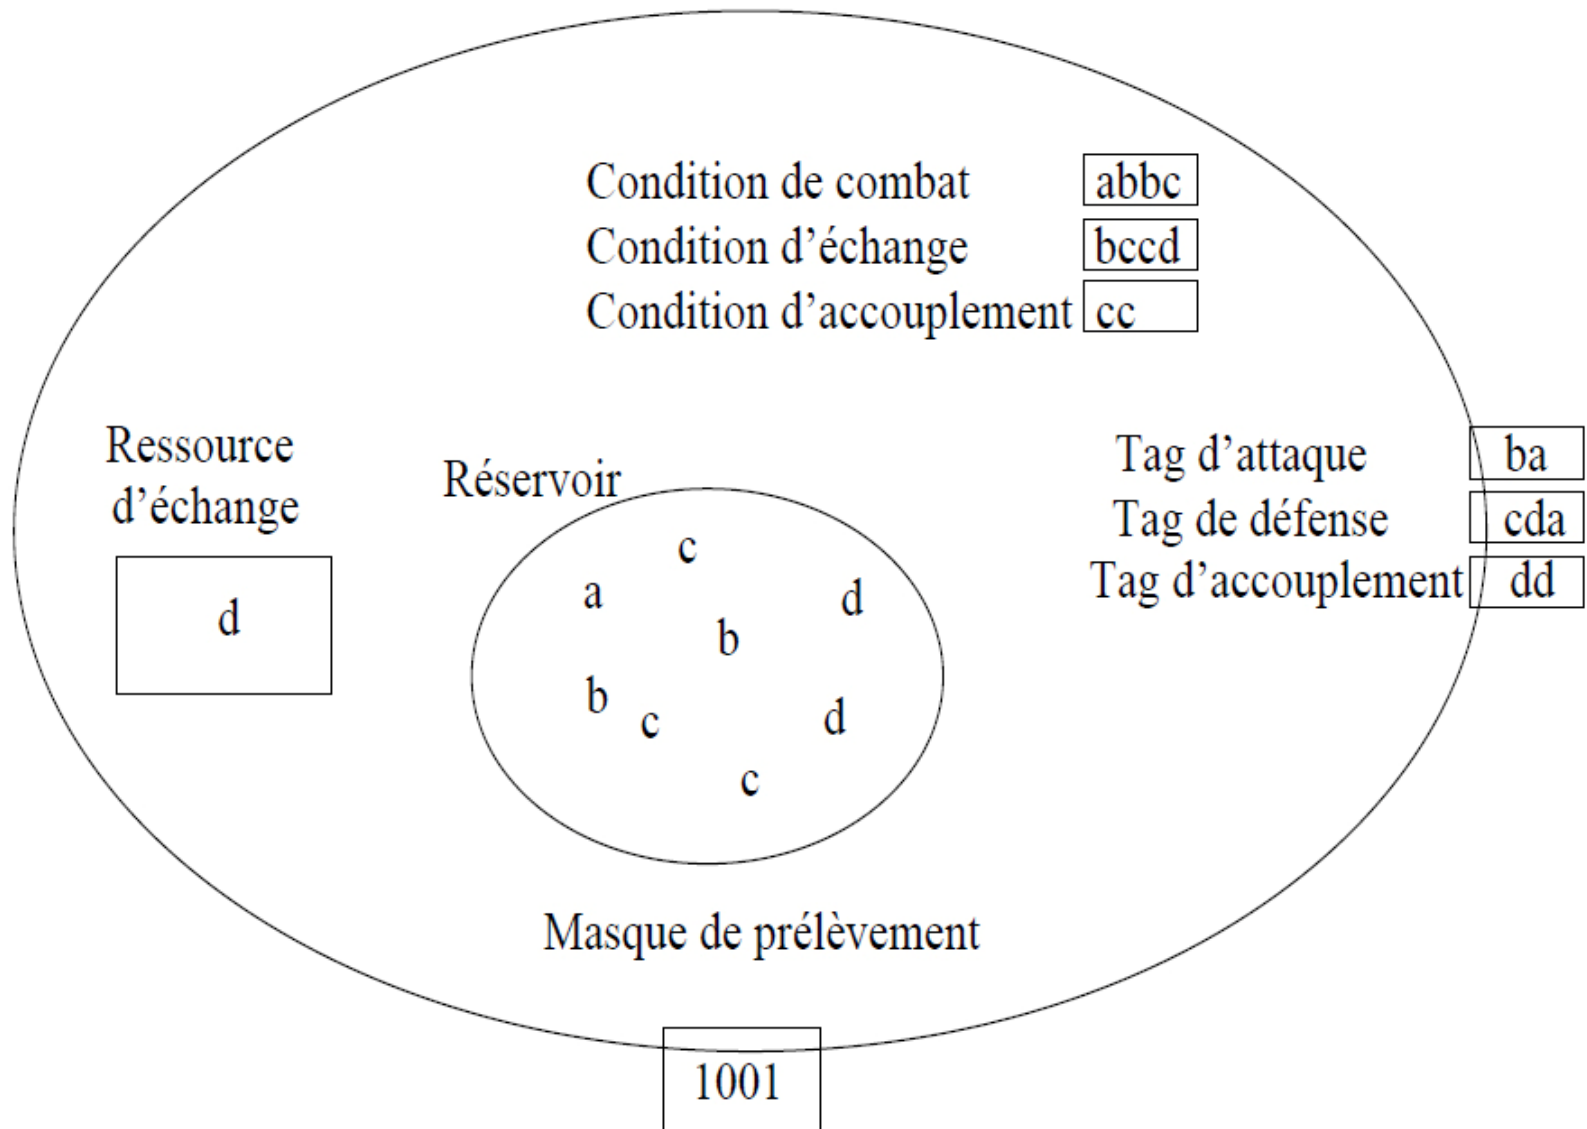 Condition de combat abbc
Condition d'échange bccd
Condition d'accouplement cc
Ressource
d'échange
d
Réservoir
c
a
d
b
b
c
d
c
Tag d'attaque ba
Tag de défense cda
Tag d'accouplement dd
Masque de prélèvement
1001